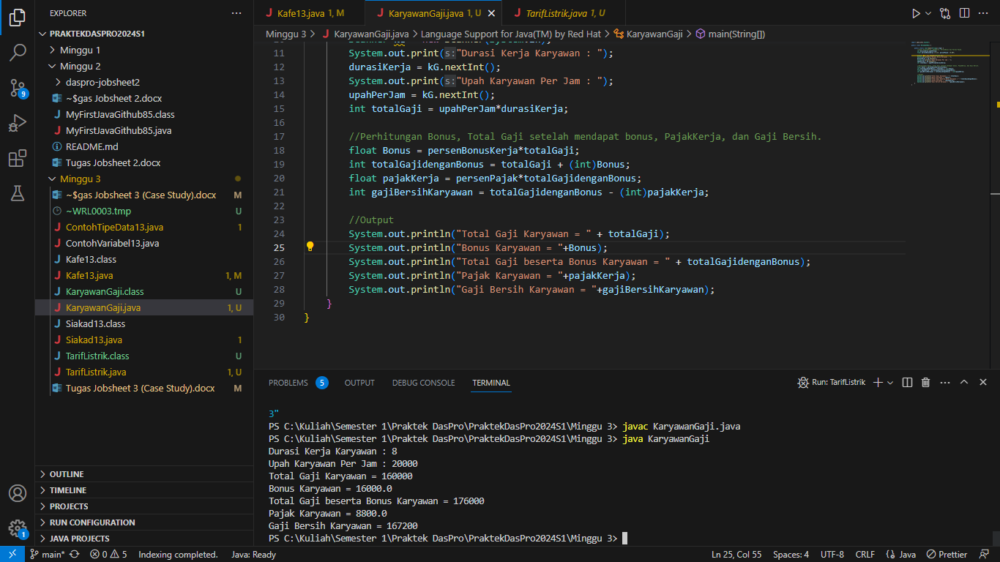 EXPLORER
PRAKTEKDASPRO2024S1
Minggu 1
Minggu 2
daspro-jobsheet2
~$gas Jobsheet 2.docx
MyFirstJavaGithub85.class
MyFirstJavaGithub85.java
README.md
Tugas Jobsheet 2.docx
Minggu 3
~$gas Jobsheet 3 (Case Study).docx M
~WRL0003.tmp U
ContohTipeData13.java 1
ContohVariabel13.java
Kafe13.class
Kafe13.java 1, M
KaryawanGaji.class U
KaryawanGaji.java 1, U
Siakad13.class
Siakad13.java 1
TarifListrik.class U
TarifListrik.java 1, U
Tugas Jobsheet 3 (Case Study).docx M
OUTLINE
TIMELINE
PROJECTS
RUN CONFIGURATION
JAVA PROJECTS
9
1
Kafe13.java 1, M
KaryawanGaji.java 1, U
TarifListrik.java 1, U
Minggu 3 > KaryawanGaji.java > Language Support for Java(TM) by Red Hat > KaryawanGaji > main(String[])
11 System.out.print(s:"Durasi Kerja Karyawan : ");
12 durasiKerja = kG.nextInt();
13 System.out.print(s:"Upah Karyawan Per Jam : ");
14 upahPerJam = kG.nextInt();
15 int totalGaji = upahPerJam*durasiKerja;
16
17 //Perhitungan Bonus, Total Gaji setelah mendapat bonus, PajakKerja, dan Gaji Bersih.
18 float Bonus = persenBonusKerja*totalGaji;
19 int totalGajidenganBonus = totalGaji + (int)Bonus;
20 float pajakKerja = persenPajak*totalGajidenganBonus;
21 int gajiBersihKaryawan = totalGajidenganBonus - (int)pajakKerja;
22
23 //Output
24 System.out.println("Total Gaji Karyawan = " + totalGaji);
25 System.out.println("Bonus Karyawan = "+Bonus);
26 System.out.println("Total Gaji beserta Bonus Karyawan = " + totalGajidenganBonus);
27 System.out.println("Pajak Karyawan = "+pajakKerja);
28 System.out.println("Gaji Bersih Karyawan = "+gajiBersihKaryawan);
29 }
30 }
PROBLEMS 5 OUTPUT DEBUG CONSOLE TERMINAL Run: TarifListrik
3"
PS C:\Kuliah\Semester 1\Praktek DasPro\PraktekDasPro2024S1\Minggu 3> javac KaryawanGaji.java
PS C:\Kuliah\Semester 1\Praktek DasPro\PraktekDasPro2024S1\Minggu 3> java KaryawanGaji
Durasi Kerja Karyawan : 8
Upah Karyawan Per Jam : 20000
Total Gaji Karyawan = 160000
Bonus Karyawan = 16000.0
Total Gaji beserta Bonus Karyawan = 176000
Pajak Karyawan = 8800.0
Gaji Bersih Karyawan = 167200
PS C:\Kuliah\Semester 1\Praktek DasPro\PraktekDasPro2024S1\Minggu 3>
main* 0 5 Indexing completed. Java: Ready Ln 25, Col 55 Spaces: 4 UTF-8 CRLF Java Prettier